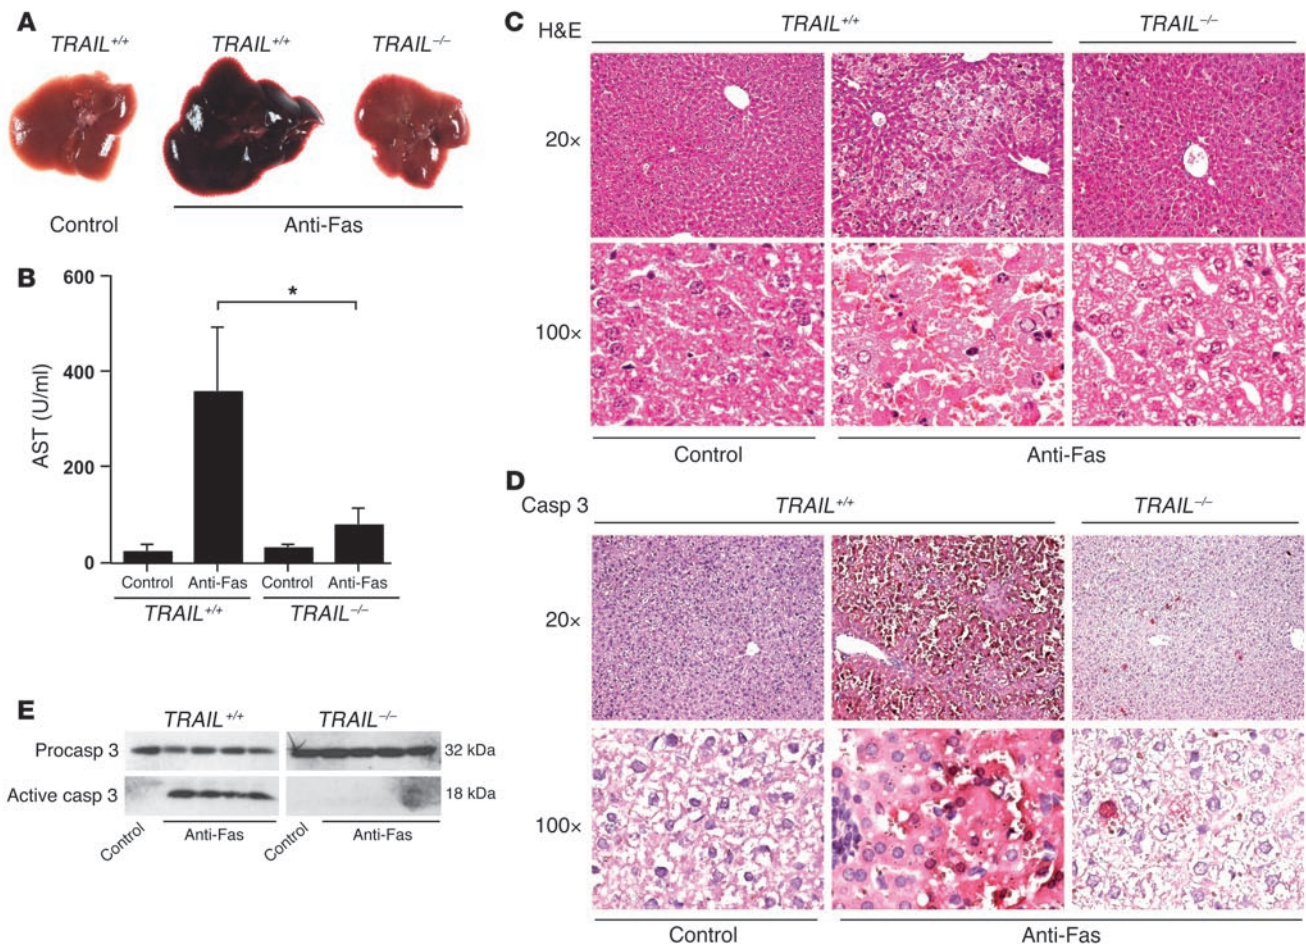 A
TRAIL+/+ TRAIL+/+ TRAIL–/–
Control Anti-Fas
B
600
400
200
0
AST (U/ml)
*
Control Anti-Fas Control Anti-Fas
TRAIL+/+ TRAIL–/–
C
H&E TRAIL+/+ TRAIL–/–
20×
100×
Control Anti-Fas
D
Casp 3 TRAIL+/+ TRAIL–/–
20×
100×
Control Anti-Fas
E
TRAIL+/+ TRAIL–/–
Procasp 3 32 kDa
Active casp 3 18 kDa
Control Anti-Fas Control Anti-Fas